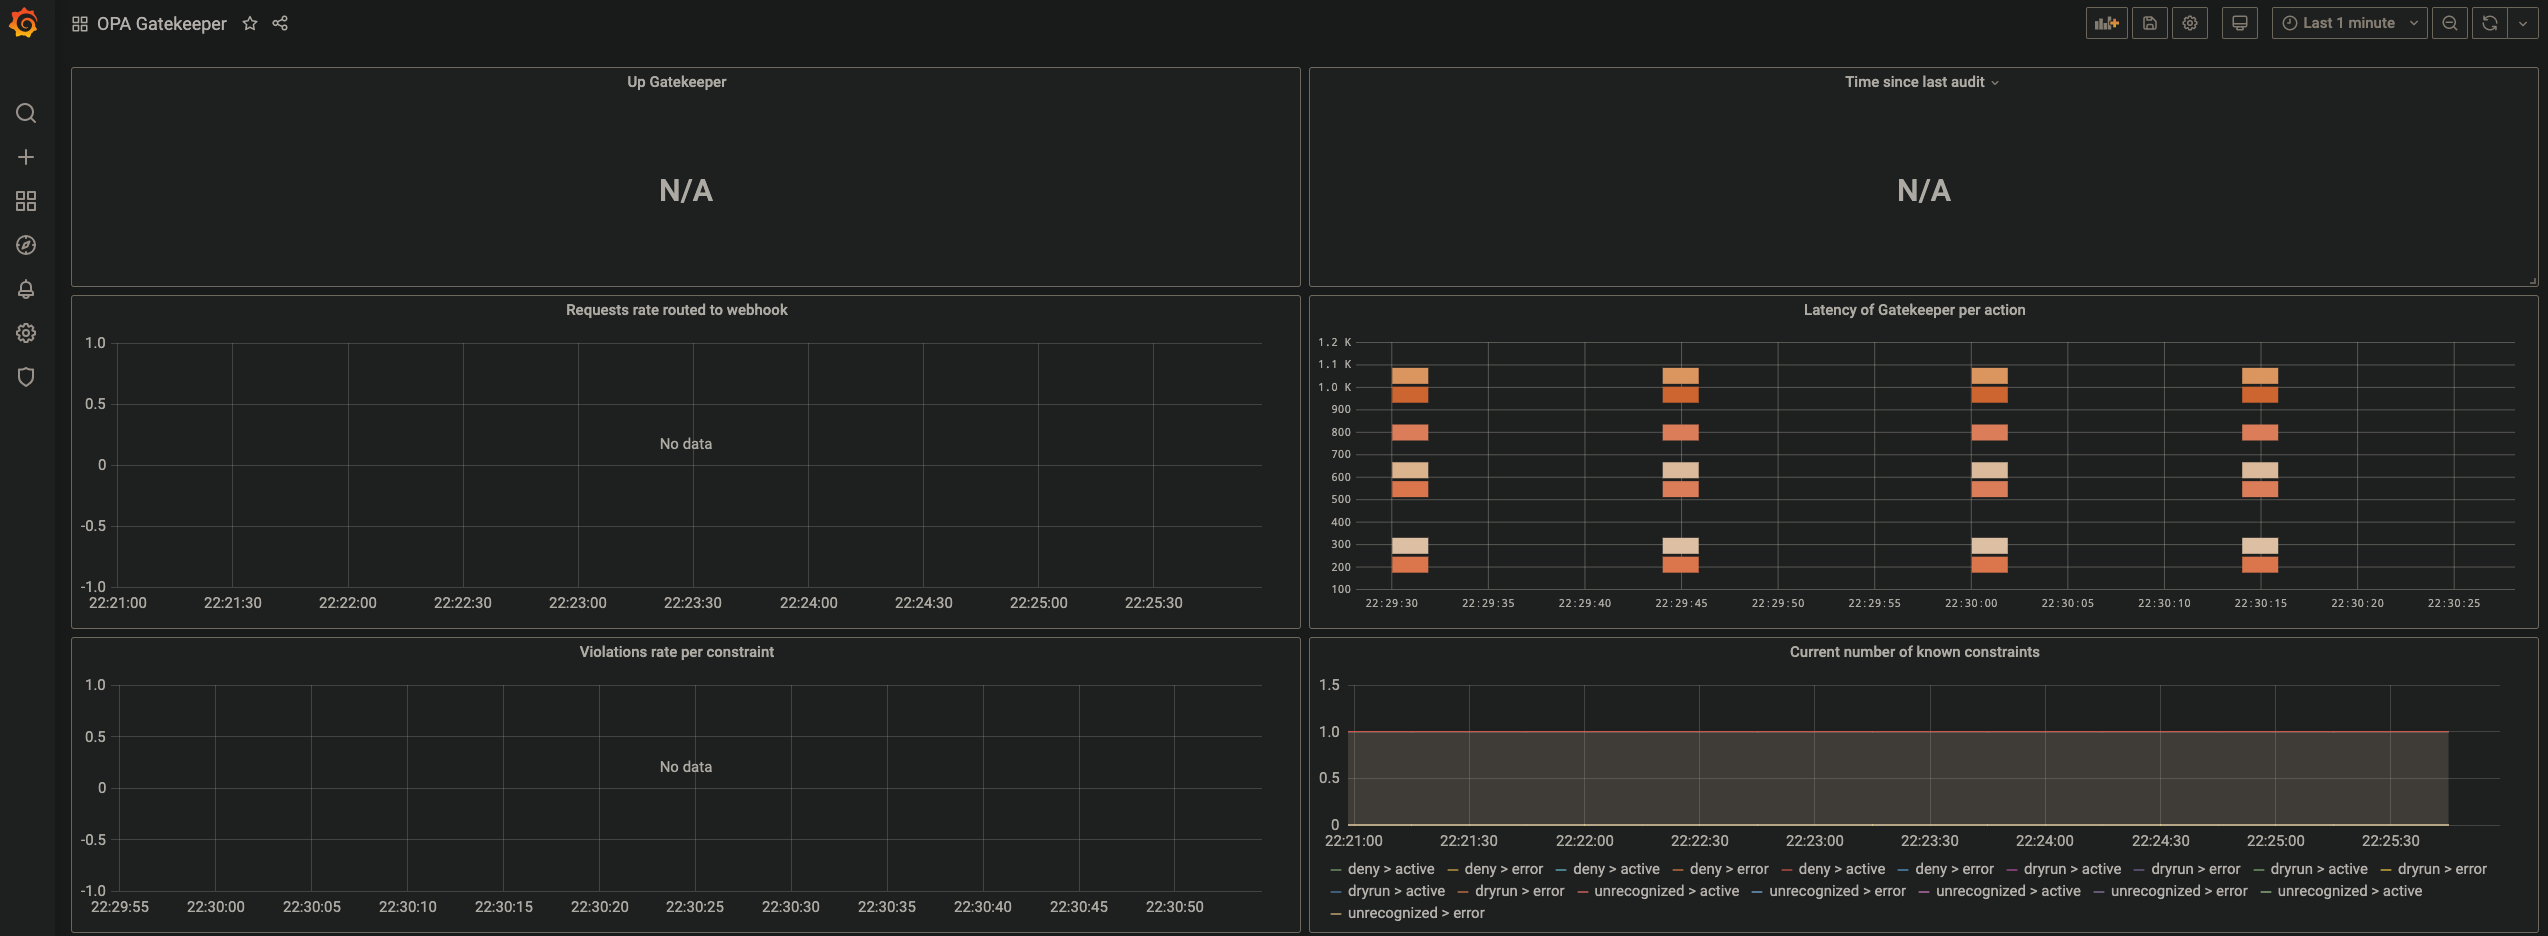 OPA Gatekeeper
Last 1 minute
Up Gatekeeper
N/A
Time since last audit
N/A
Requests rate routed to webhook
1.0
0.5
0
-0.5
-1.0
No data
22:21:00 22:21:30 22:22:00 22:22:30 22:23:00 22:23:30 22:24:00 22:24:30 22:25:00 22:25:30
Latency of Gatekeeper per action
1.2 K
1.1 K
1.0 K
900
800
700
600
500
400
300
200
100
22:29:30 22:29:35 22:29:40 22:29:45 22:29:50 22:29:55 22:30:00 22:30:05 22:30:10 22:30:15 22:30:20 22:30:25
Violations rate per constraint
1.0
0.5
0
-0.5
-1.0
No data
22:29:55 22:30:00 22:30:05 22:30:10 22:30:15 22:30:20 22:30:25 22:30:30 22:30:35 22:30:40 22:30:45 22:30:50
Current number of known constraints
1.5
1.0
0.5
0
22:21:00 22:21:30 22:22:00 22:22:30 22:23:00 22:23:30 22:24:00 22:24:30 22:25:00 22:25:30
deny > active deny > error deny > active deny > error deny > active deny > error dryrun > active dryrun > error dryrun > active dryrun > error
dryrun > active dryrun > error unrecognized > active unrecognized > error unrecognized > active unrecognized > error unrecognized > active
unrecognized > error